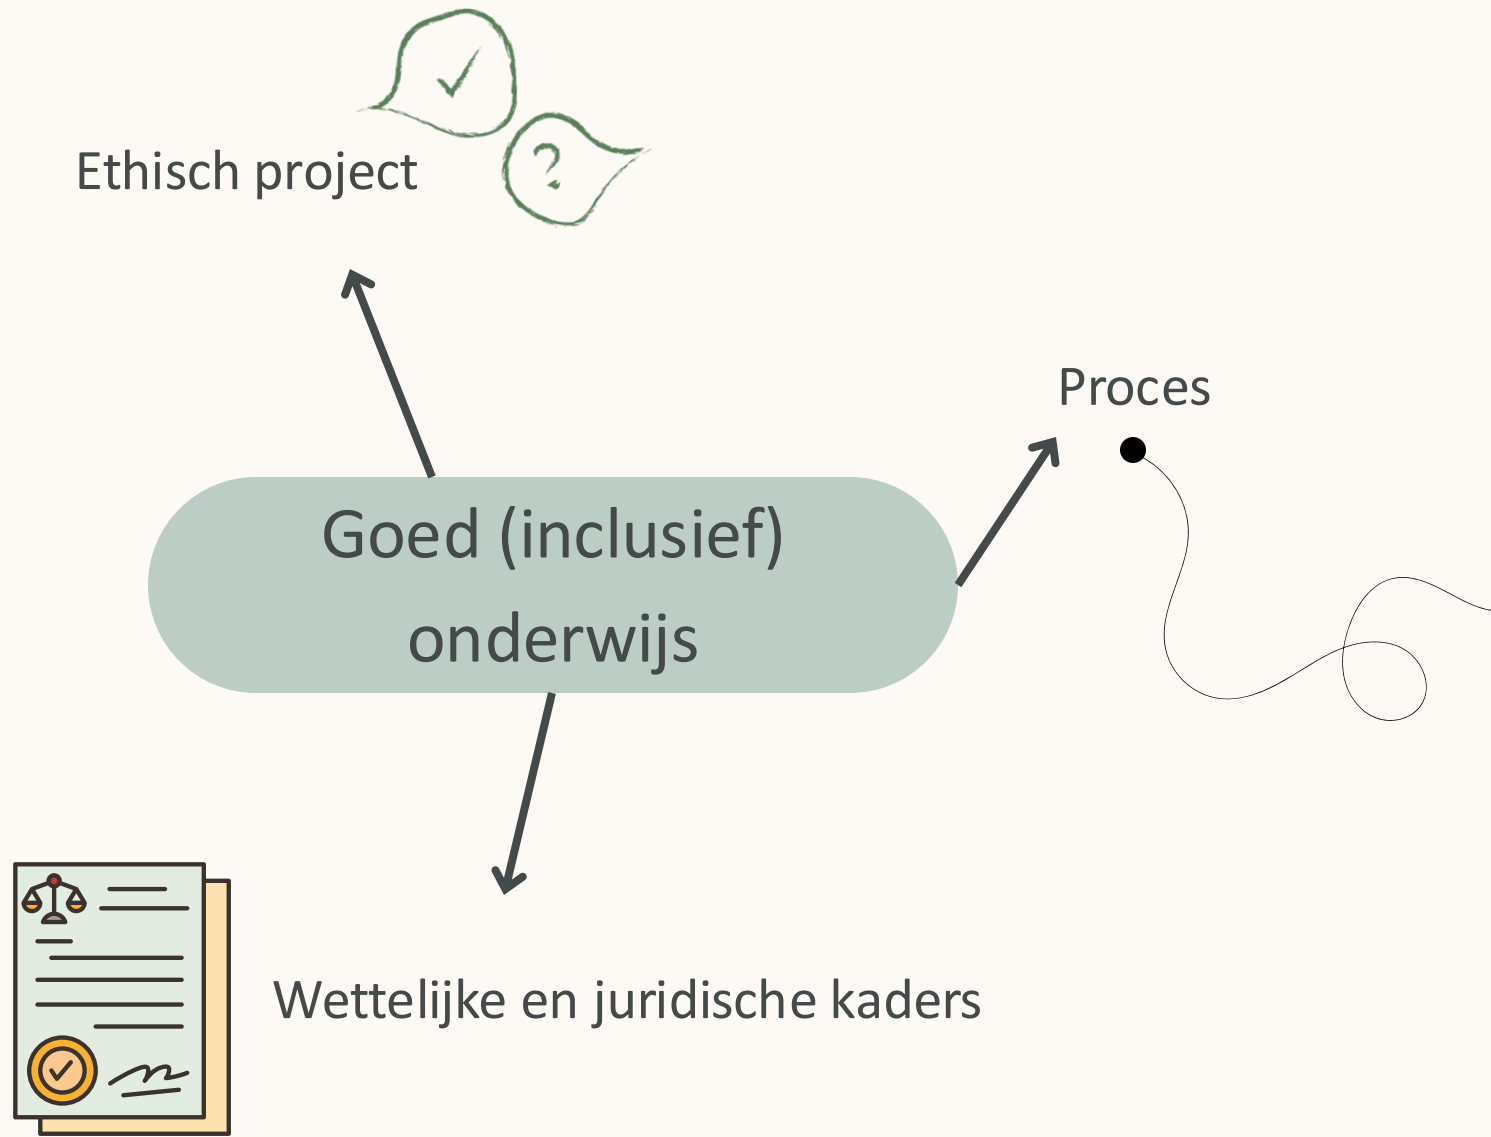 Ethisch project
?
Proces
Goed (inclusief)
onderwijs
Wettelijke en juridische kaders